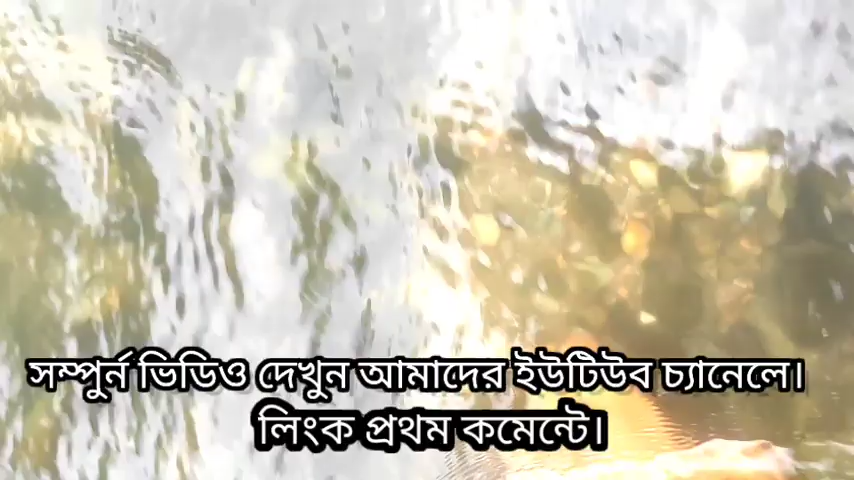 সম্পুর্ন ভিডিও দেখুন আমাদের ইউটিউব চ্যানেলে।
লিংক প্রথম কমেন্টে।